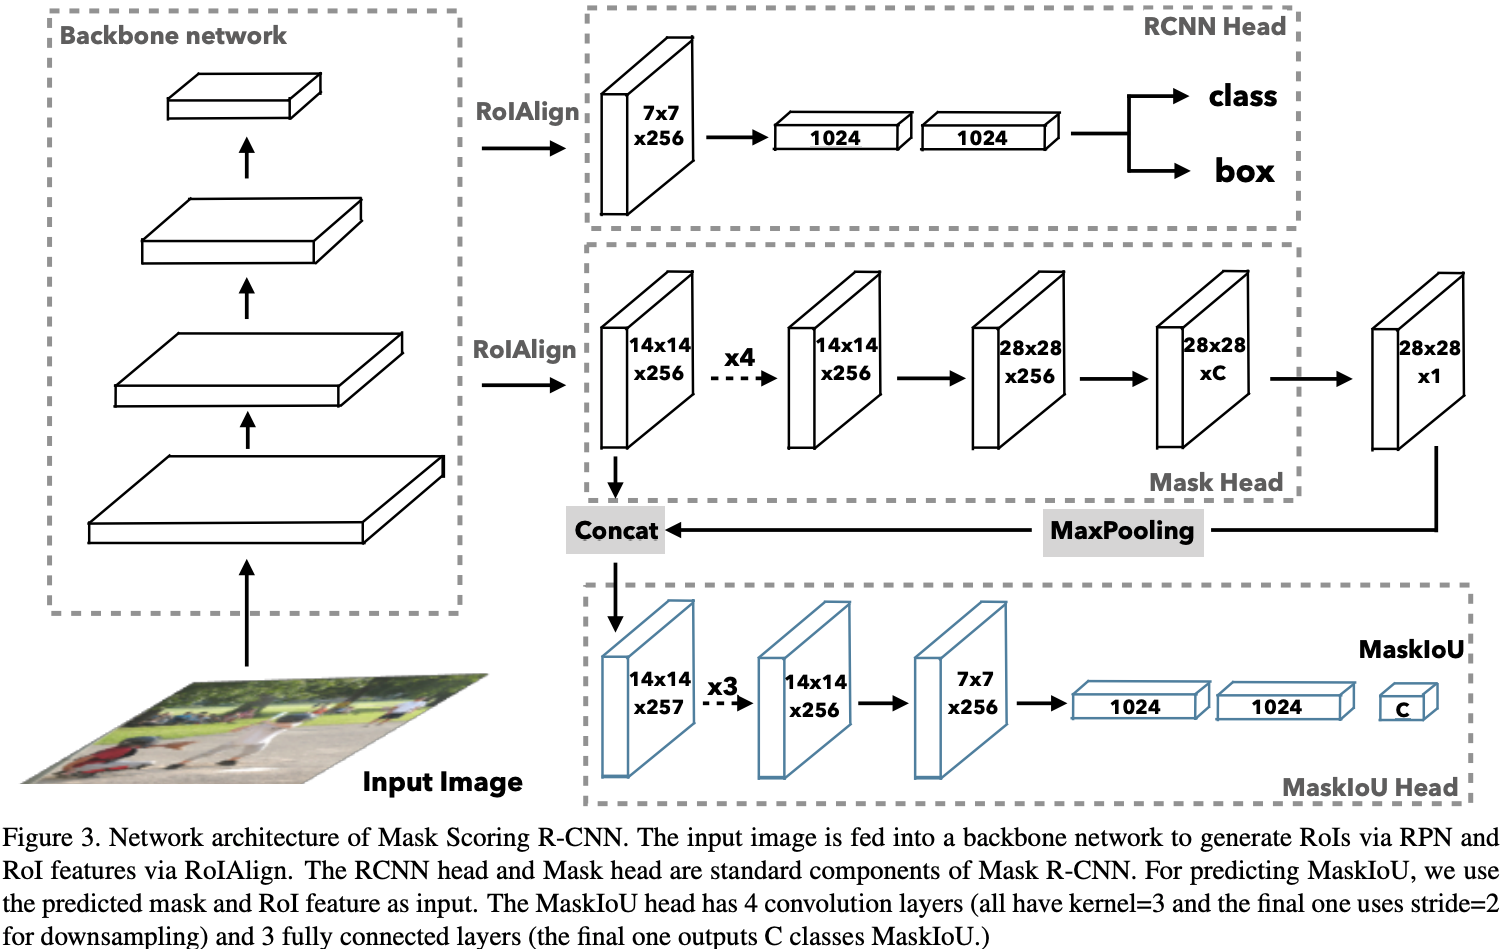 Backbone network
RoIAlign
RCNN Head
7x7
x256
1024
1024
class
box
RoIAlign
14x14
x256
x4
14x14
x256
28x28
x256
28x28
xC
28x28
x1
Mask Head
Concat
MaxPooling
14x14
x257
x3
14x14
x256
7x7
x256
1024
1024
MaskIoU
C
MaskIoU Head
Input Image
Figure 3. Network architecture of Mask Scoring R-CNN. The input image is fed into a backbone network to generate RoIs via RPN and
RoI features via RoIAlign. The RCNN head and Mask head are standard components of Mask R-CNN. For predicting MaskIoU, we use
the predicted mask and RoI feature as input. The MaskIoU head has 4 convolution layers (all have kernel=3 and the final one uses stride=2
for downsampling) and 3 fully connected layers (the final one outputs C classes MaskIoU.)